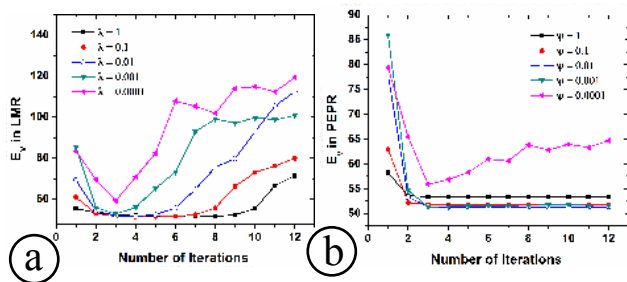 E_v in LMR
140
120
100
80
60
0 2 4 6 8 10 12
Number of Iterations
λ = 1
λ = 0.1
λ = 0.01
λ = 0.001
λ = 0.0001
a
E_v in PEPR
90
85
80
75
70
65
60
55
50
0 2 4 6 8 10 12
Number of Iterations
ψ = 1
ψ = 0.1
ψ = 0.01
ψ = 0.001
ψ = 0.0001
b